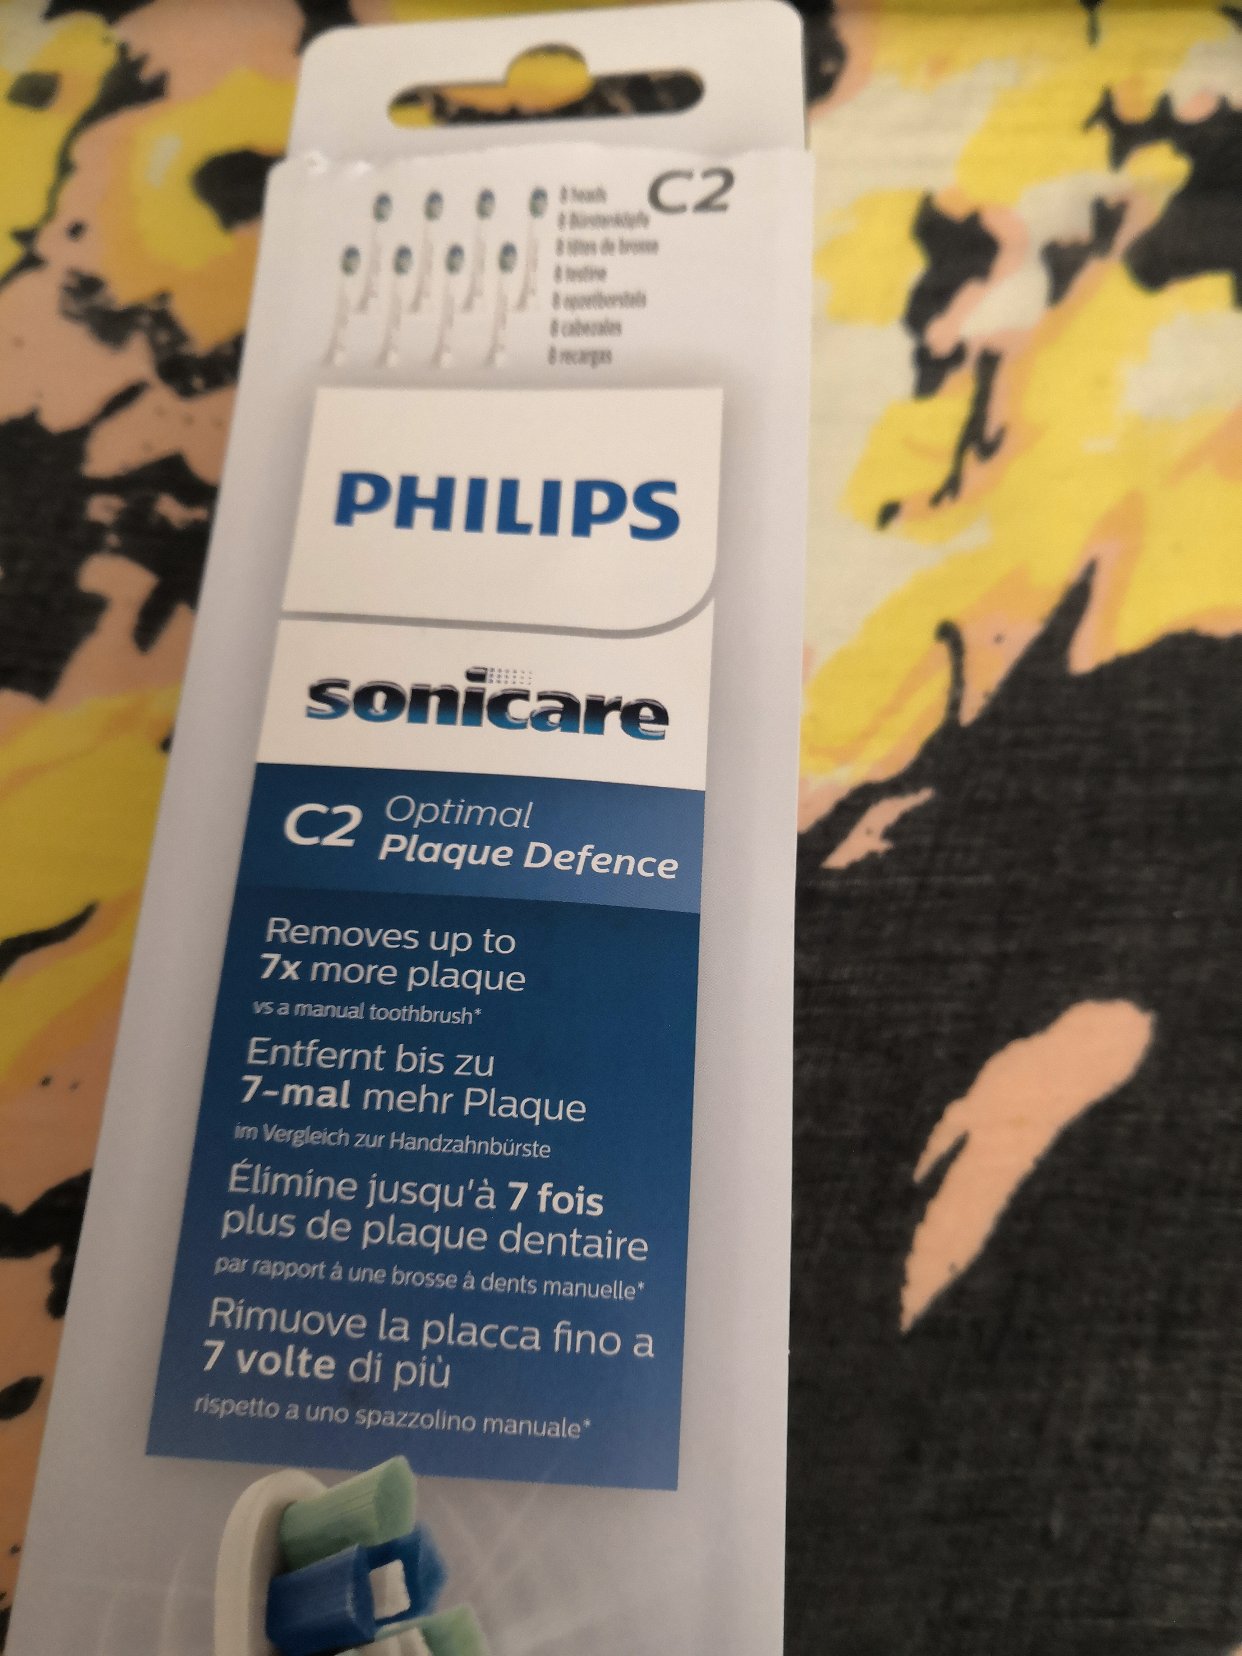 C2
8 heads
8 Bürstenköpfe
8 têtes de brosse
8 testine
8 opzetborstels
8 cabezales
8 recargas
PHILIPS
sonicare
C2 Optimal
Plaque Defence
Removes up to
7x more plaque
vs a manual toothbrush*
Entfernt bis zu
7-mal mehr Plaque
im Vergleich zur Handzahnbürste
Élimine jusqu'à 7 fois
plus de plaque dentaire
par rapport à une brosse à dents manuelle*
Rimuove la placca fino a
7 volte di più
rispetto a uno spazzolino manuale*